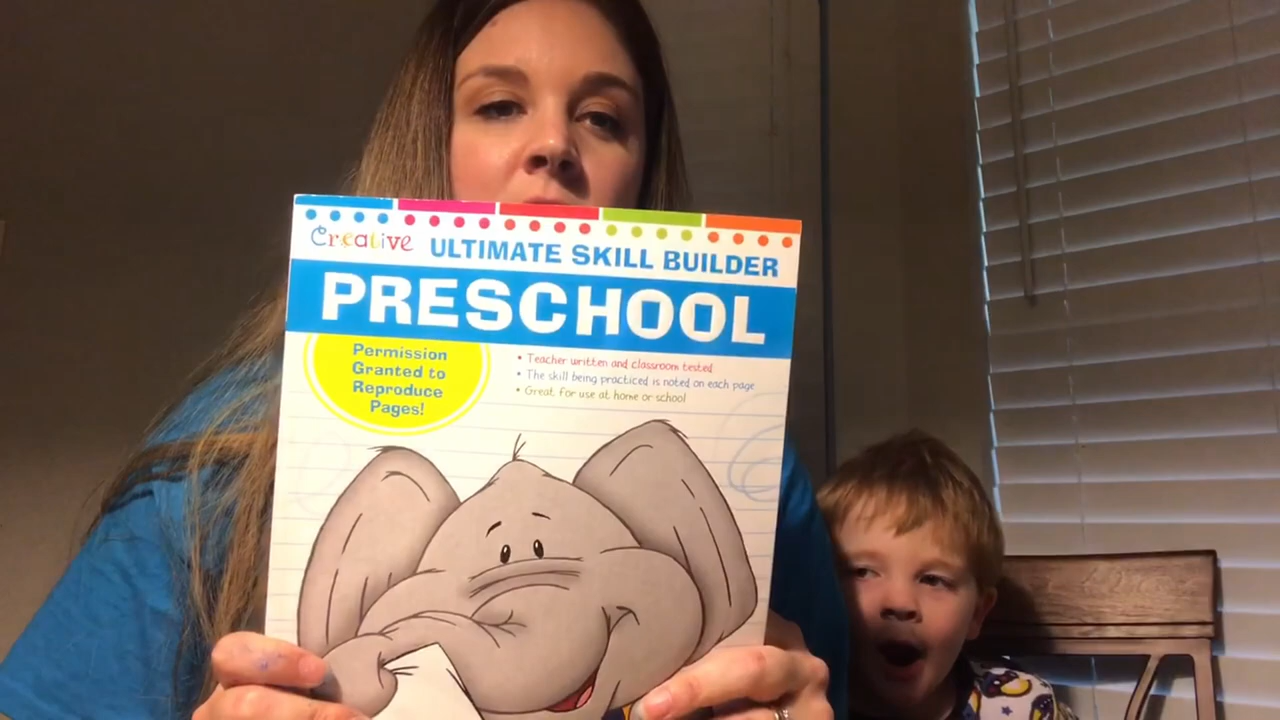 Creative ULTIMATE SKILL BUILDER
PRESCHOOL
Permission
Granted to
Reproduce
Pages!
• Teacher written and classroom tested
• The skill being practiced is noted on each page
• Great for use at home or school